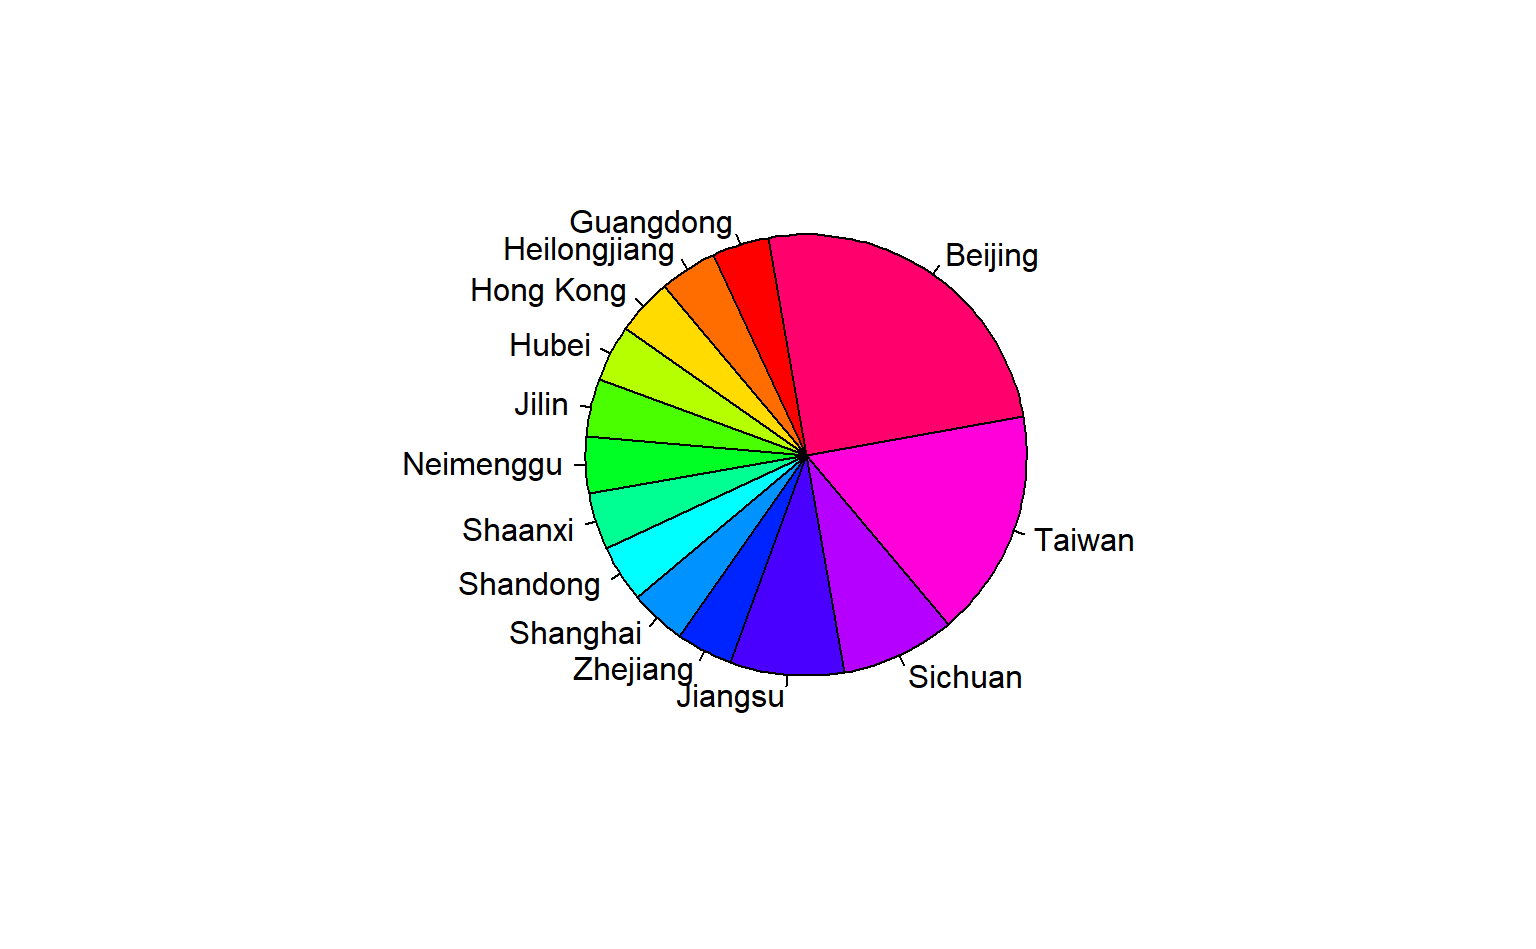 Guangdong
Beijing
Heilongjiang
Hong Kong
Hubei
Jilin
Neimenggu
Shaanxi
Taiwan
Shandong
Shanghai
Zhejiang
Sichuan
Jiangsu